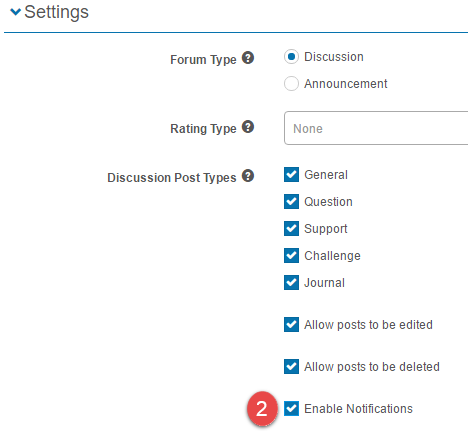 Settings
Forum Type
Discussion
Announcement
Rating Type
None
Discussion Post Types
General
Question
Support
Challenge
Journal
Allow posts to be edited
Allow posts to be deleted
2 Enable Notifications